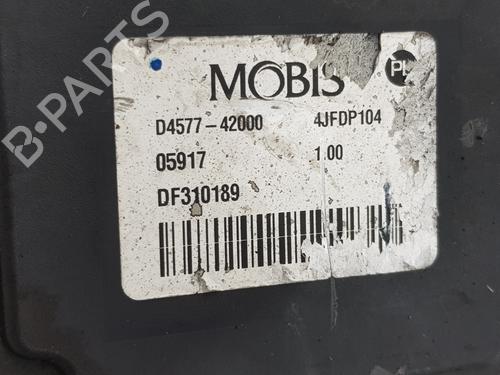 B-PARTS
MOBIS
D4577-42000 4JFDP104
05917 1.00
DF310189